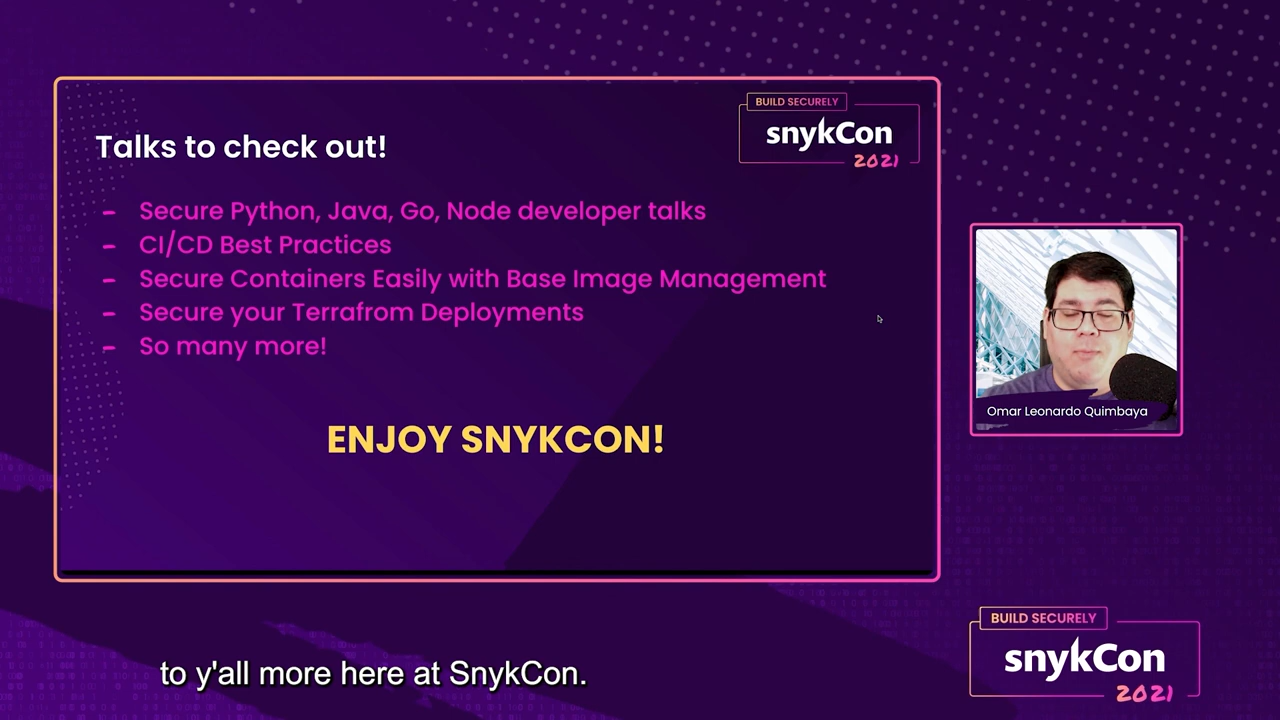 BUILD SECURELY
snykCon
2021
Talks to check out!
- Secure Python, Java, Go, Node developer talks
- CI/CD Best Practices
- Secure Containers Easily with Base Image Management
- Secure your Terrafrom Deployments
- So many more!
ENJOY SNYKCON!
Omar Leonardo Quimbaya
BUILD SECURELY
snykCon
2021
to y'all more here at SnykCon.